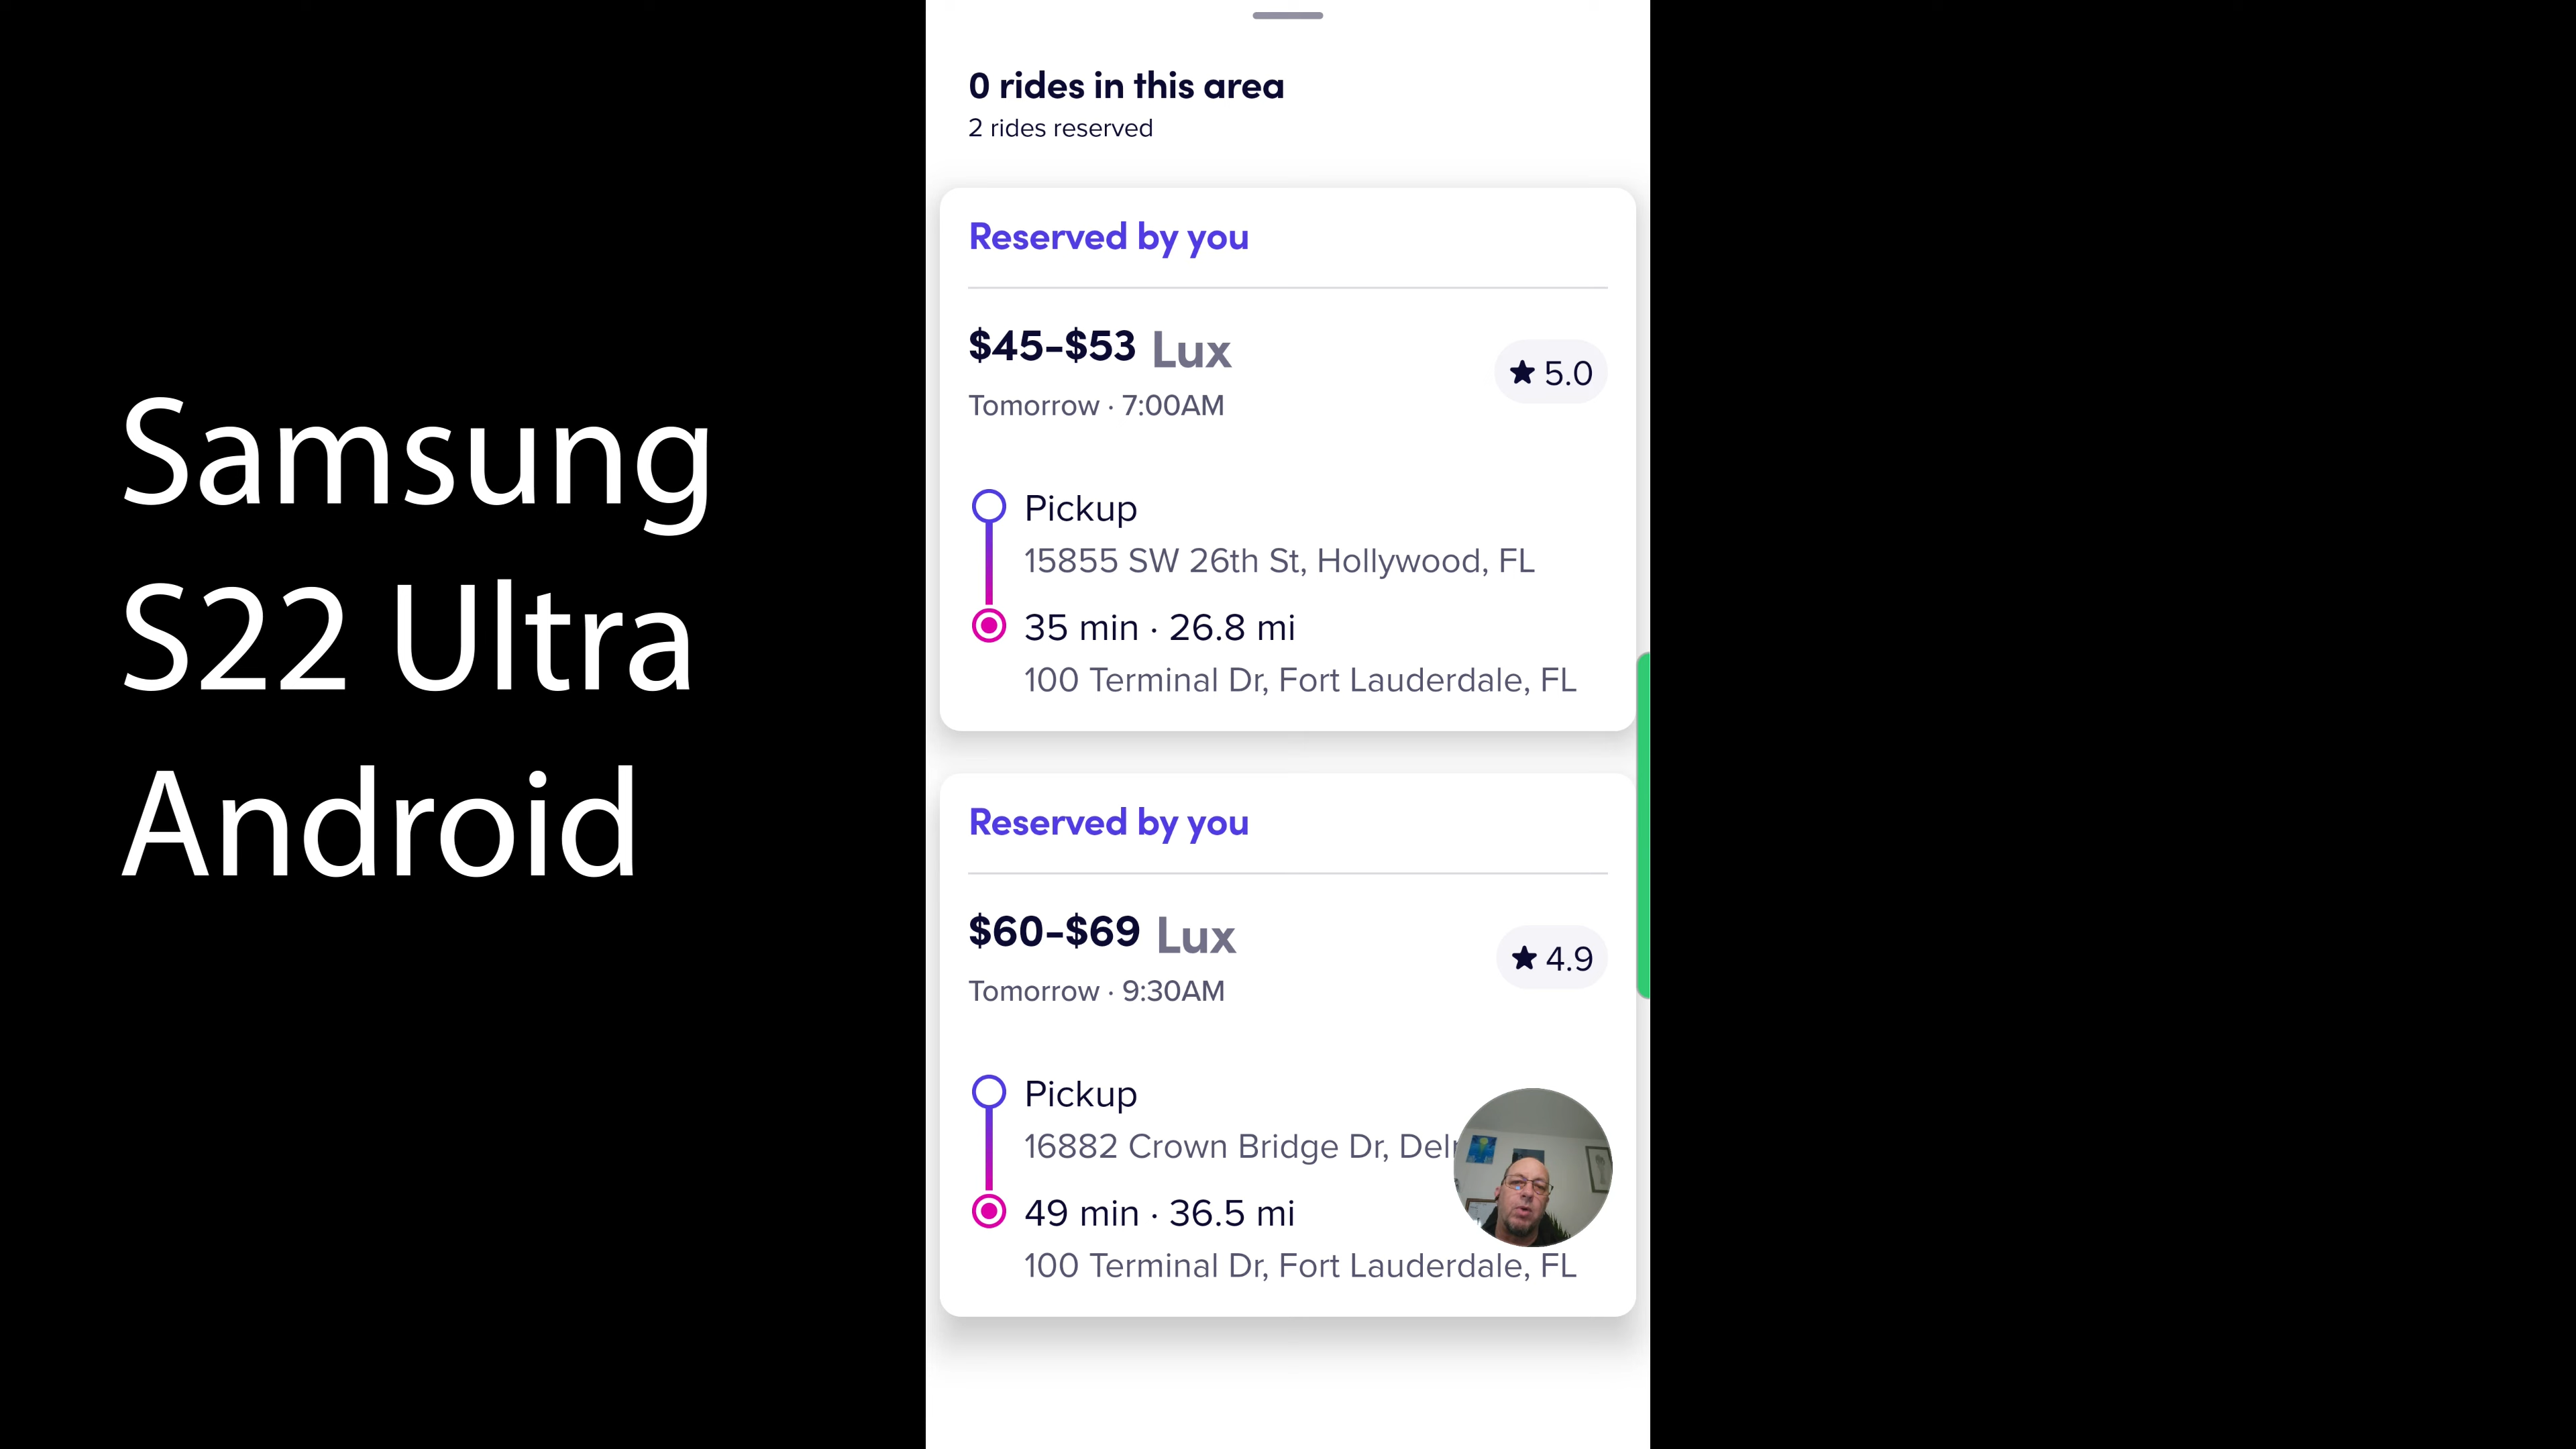 Samsung
S22 Ultra
Android
0 rides in this area
2 rides reserved
Reserved by you
$45-$53 Lux
5.0
Tomorrow · 7:00AM
Pickup
15855 SW 26th St, Hollywood, FL
35 min · 26.8 mi
100 Terminal Dr, Fort Lauderdale, FL
Reserved by you
$60-$69 Lux
4.9
Tomorrow · 9:30AM
Pickup
16882 Crown Bridge Dr,
49 min · 36.5 mi
100 Terminal Dr, Fort Lauderdale, FL